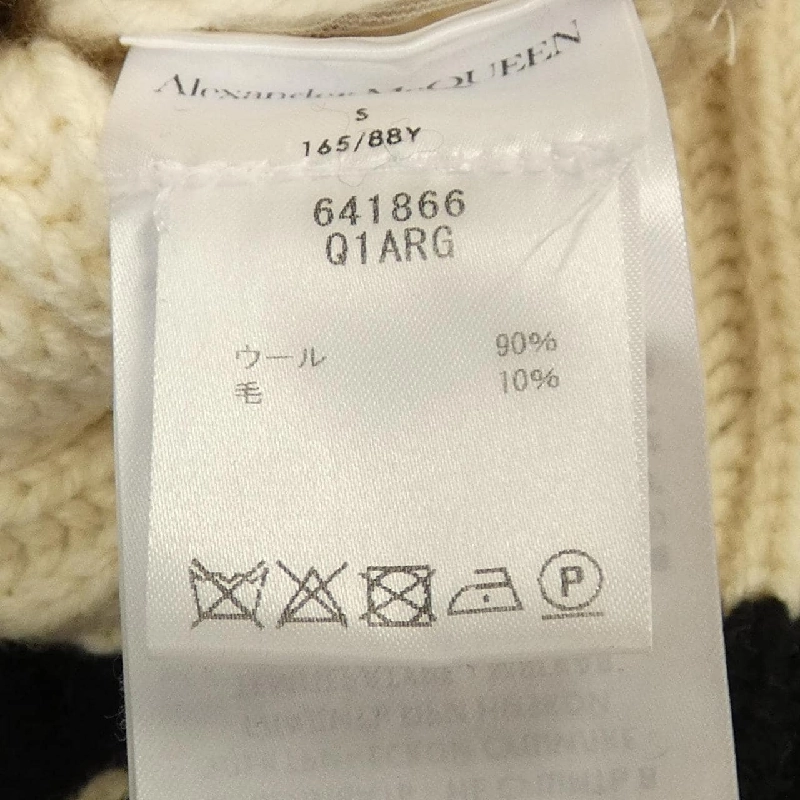 Alexander McQUEEN
S
165/88Y
641866
Q1ARG
ウール 90%
毛 10%
P